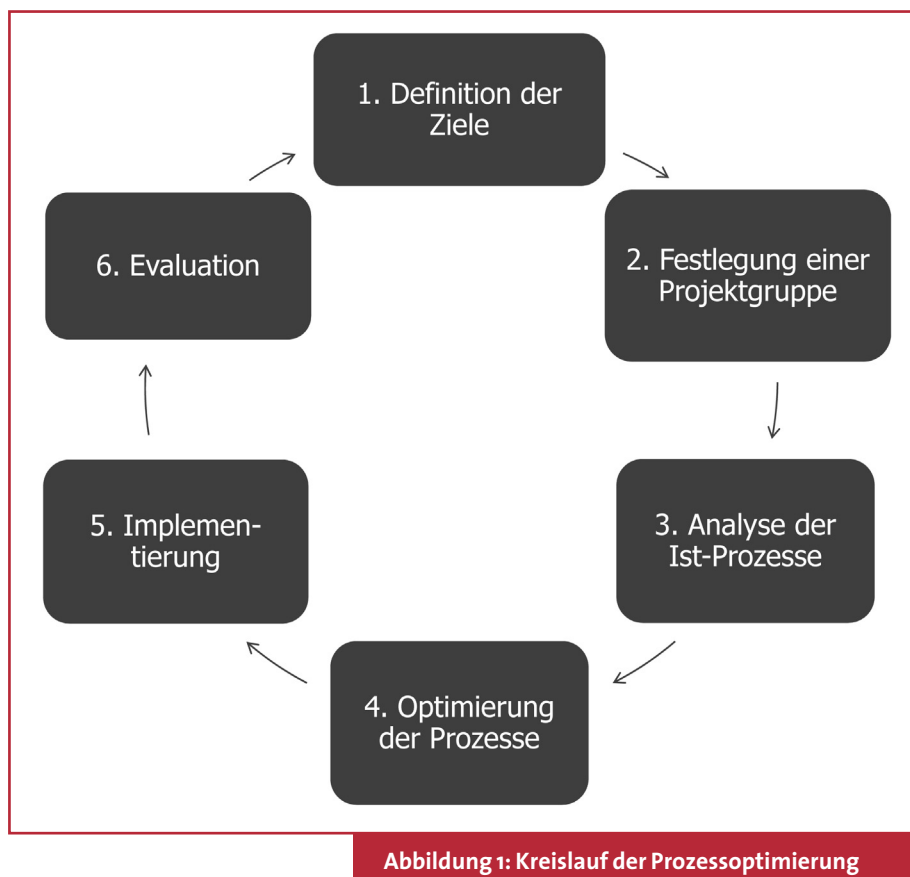 1. Definition der
Ziele
2. Festlegung einer
Projektgruppe
3. Analyse der
Ist-Prozesse
4. Optimierung
der Prozesse
5. Implemen-
tierung
6. Evaluation
Abbildung 1: Kreislauf der Prozessoptimierung